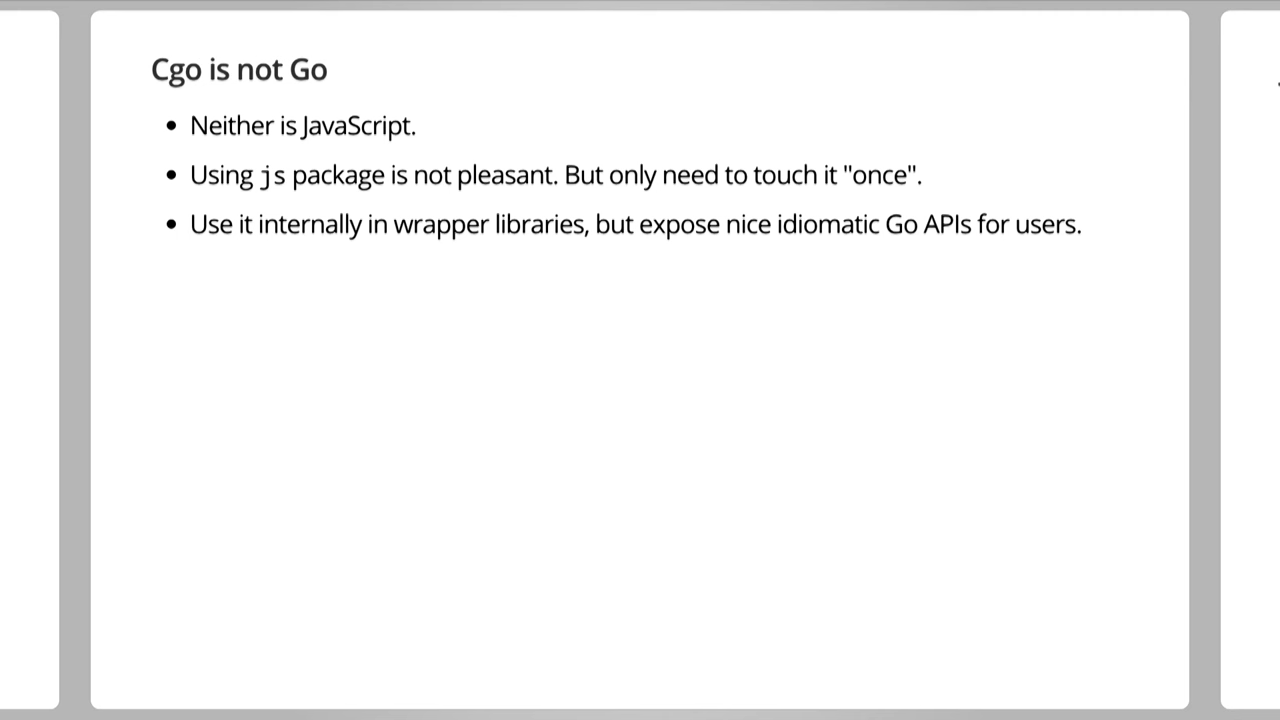 Cgo is not Go
• Neither is JavaScript.
• Using js package is not pleasant. But only need to touch it "once".
• Use it internally in wrapper libraries, but expose nice idiomatic Go APIs for users.